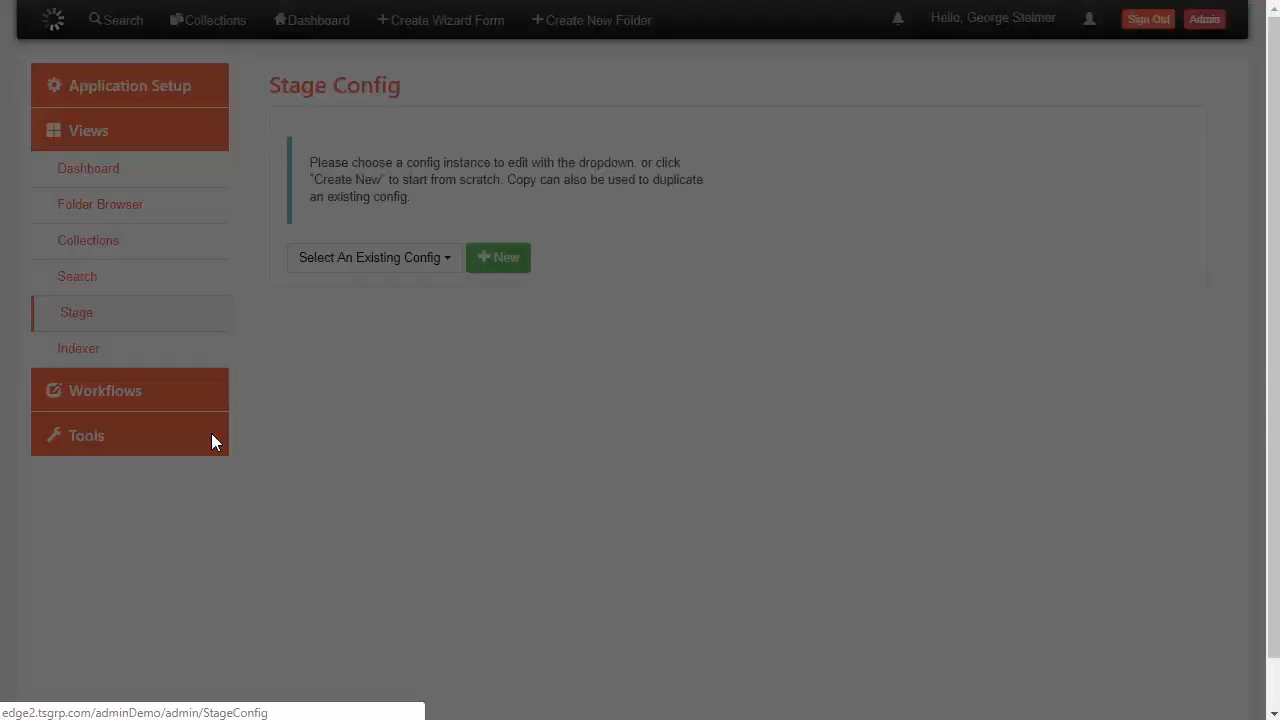 Search
Collections
Dashboard
Create Wizard Form
Create New Folder
Hello, George Steimer
Sign Out
Admin
Application Setup
Views
Dashboard
Folder Browser
Collections
Search
Stage
Indexer
Workflows
Tools
Stage Config
Please choose a config instance to edit with the dropdown, or click
"Create New" to start from scratch. Copy can also be used to duplicate
an existing config.
Select An Existing Config
New
edge2.tsgrp.com/adminDemo/admin/StageConfig